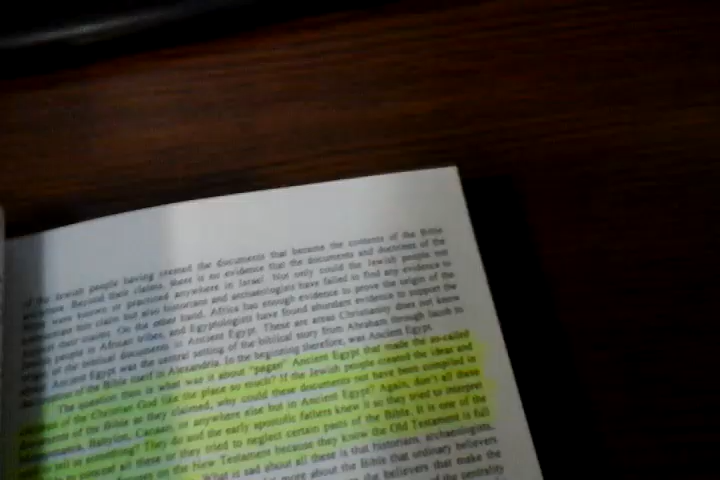 of the Jewish people having created the documents that became the contents of the Bible
Beyond their claims, there is no evidence that the documents and doctrines of the
were known or practiced anywhere in Israel. Not only could the Jewish people not
this claim but also historians and archaeologists have failed to find any evidence to
their claims. On the other hand, Africa has enough evidence to prove the origin of the
people in African tribes, and Egyptologists have found abundant evidence to support the
of the biblical documents in Ancient Egypt. These are areas Christianity does not know
Ancient Egypt was the central setting of the biblical story from Abraham through Jacob to
of the Bible itself in Alexandria. In the beginning therefore, was Ancient Egypt.
The question then is what was it about "pagan" Ancient Egypt that made the so-called
of the Christian God like the place so much? If the Jewish people created the ideas and
documents of the Bible as they claimed, why could these documents not have been compiled in
Babylon, Canaan or anywhere else but in Ancient Egypt? Again, don't all these
tell us something? They do and the early apostolic fathers knew it so they tried to interpret
to conceal all these or they tried to neglect certain parts of the Bible. It is one of the
on the New Testament because they know the Old Testament is full
What is sad about all these is that historians, archaeologists,
more about the Bible that ordinary believers
the believers that make the
of the